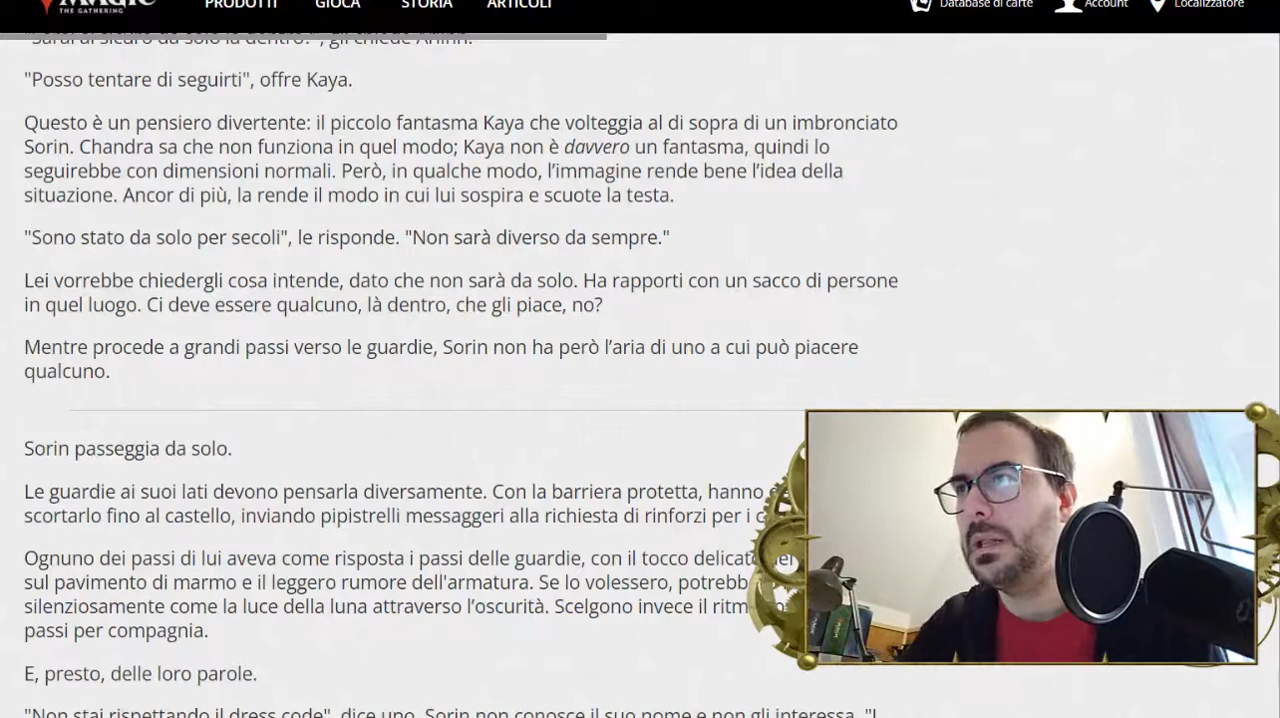 MAGIC
THE GATHERING
PRODOTTI
GIOCA
STORIA
ARTICOLI
Database di carte
Account
Localizzatore
gli chiede
"Posso tentare di seguirti", offre Kaya.
Questo è un pensiero divertente: il piccolo fantasma Kaya che volteggia al di sopra di un imbronciato
Sorin. Chandra sa che non funziona in quel modo; Kaya non è davvero un fantasma, quindi lo
seguirebbe con dimensioni normali. Però, in qualche modo, l’immagine rende bene l’idea della
situazione. Ancor di più, la rende il modo in cui lui sospira e scuote la testa.
"Sono stato da solo per secoli", le risponde. "Non sarà diverso da sempre."
Lei vorrebbe chiedergli cosa intende, dato che non sarà da solo. Ha rapporti con un sacco di persone
in quel luogo. Ci deve essere qualcuno, là dentro, che gli piace, no?
Mentre procede a grandi passi verso le guardie, Sorin non ha però l’aria di uno a cui può piacere
qualcuno.
Sorin passeggia da solo.
Le guardie ai suoi lati devono pensarla diversamente. Con la barriera protetta, hanno
scortarlo fino al castello, inviando pipistrelli messaggeri alla richiesta di rinforzi per i
Ognuno dei passi di lui aveva come risposta i passi delle guardie, con il tocco delicato
sul pavimento di marmo e il leggero rumore dell'armatura. Se lo volessero,
silenziosamente come la luce della luna attraverso l’oscurità. Scelgono invece il
passi per compagnia.
E, presto, delle loro parole.
"Non stai rispettando il dress code", dice uno. Sorin non conosce il suo nome e non gli interessa.